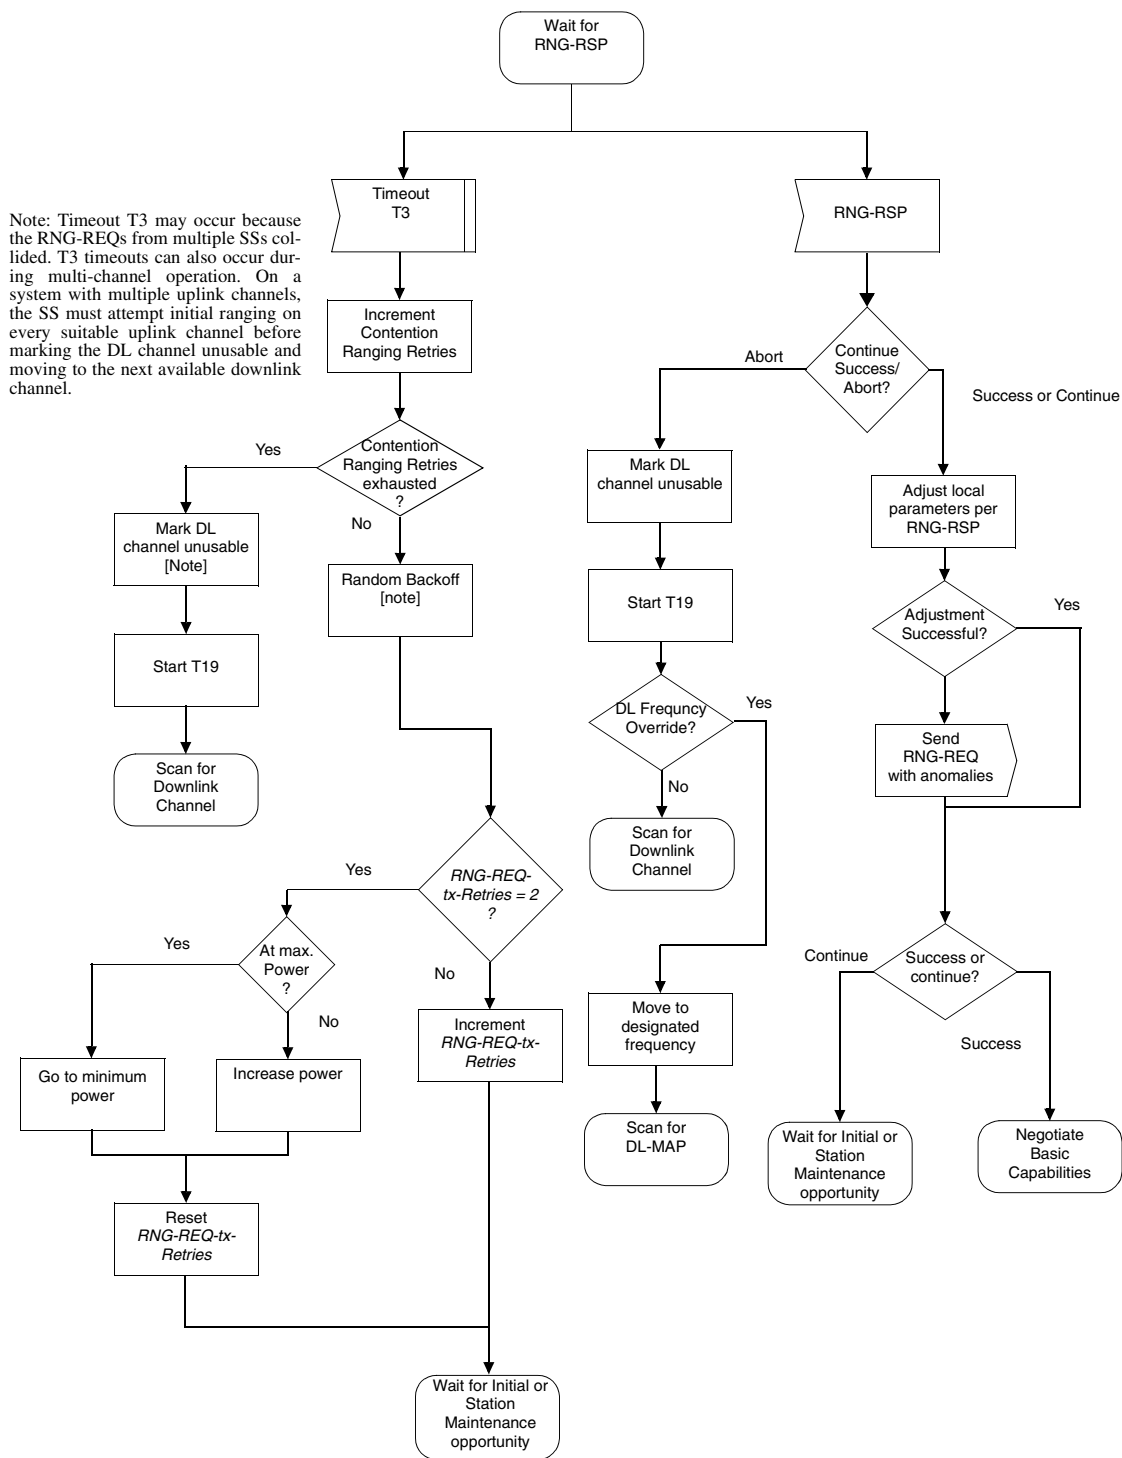 Wait for
RNG-RSP
Timeout
T3
RNG-RSP
Note: Timeout T3 may occur because
the RNG-REQs from multiple SSs col-
lided. T3 timeouts can also occur dur-
ing multi-channel operation. On a
system with multiple uplink channels,
the SS must attempt initial ranging on
every suitable uplink channel before
marking the DL channel unusable and
moving to the next available downlink
channel.
Increment
Contention
Ranging Retries
Abort
Continue
Success/
Abort?
Success or Continue
Yes
Contention
Ranging Retries
exhausted
?
No
Mark DL
channel unusable
Adjust local
parameters per
RNG-RSP
Mark DL
channel unusable
[Note]
Random Backoff
[note]
Start T19
Adjustment
Successful?
Yes
Start T19
DL Frequncy
Override?
Yes
No
Send
RNG-REQ
with anomalies
Scan for
Downlink
Channel
Scan for
Downlink
Channel
Yes
RNG-REQ-
tx-Retries = 2
?
No
Yes
At max.
Power
?
No
Continue
Success or
continue?
Success
Increment
RNG-REQ-tx-
Retries
Move to
designated
frequency
Go to minimum
power
Increase power
Scan for
DL-MAP
Wait for Initial or
Station
Maintenance
opportunity
Negotiate
Basic
Capabilities
Reset
RNG-REQ-tx-
Retries
Wait for Initial or
Station
Maintenance
opportunity